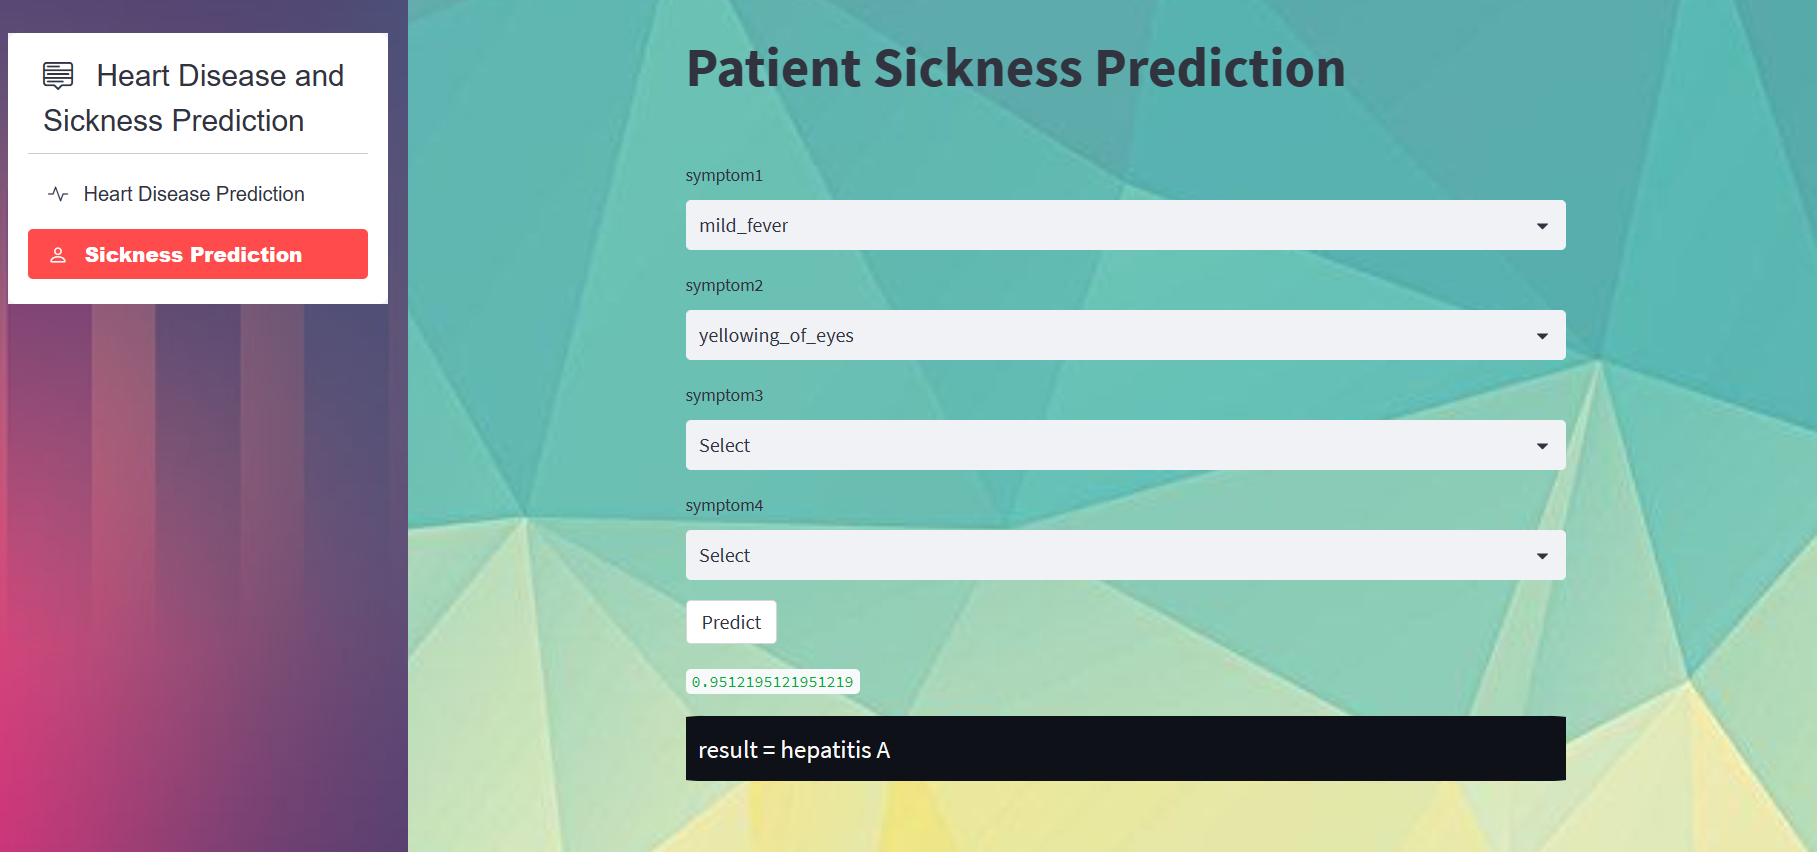 Heart Disease and
Sickness Prediction
Heart Disease Prediction
Sickness Prediction
Patient Sickness Prediction
symptom1
mild_fever
symptom2
yellowing_of_eyes
symptom3
Select
symptom4
Select
Predict
0.9512195121951219
result = hepatitis A